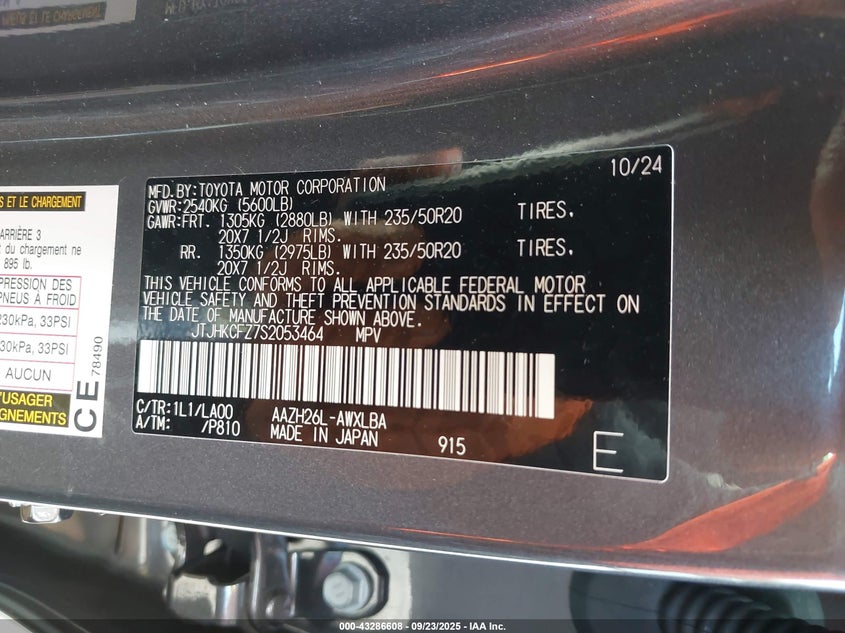 10/24
MFD.BY:TOYOTA MOTOR CORPORATION
GVWR:2540KG (5600LB)
GAWR:FRT. 1305KG (2880LB) WITH 235/50R20 TIRES.
20X7 1/2J RIMS.
RR. 1350KG (2975LB) WITH 235/50R20 TIRES.
20X7 1/2J RIMS.
THIS VEHICLE CONFORMS TO ALL APPLICABLE FEDERAL MOTOR
VEHICLE SAFETY AND THEFT PREVENTION STANDARDS IN EFFECT ON
THE DATE OF MANUFACTURE SHOWN ABOVE.
JTJHKCFZ7S2053464 MPV
C/TR:1L1/LA00 AAZH26L-AWXLBA
A/TM: /P810 MADE IN JAPAN 915
E
ET LE CHARGEMENT
ARRIÈRE 3
du chargement ne
895 lb.
PRESSION DES
PNEUS À FROID
230kPa, 33PSI
30kPa, 33PSI
AUCUN
L'USAGER
CE 78490
000-43286608 - 09/23/2025 - IAA Inc.